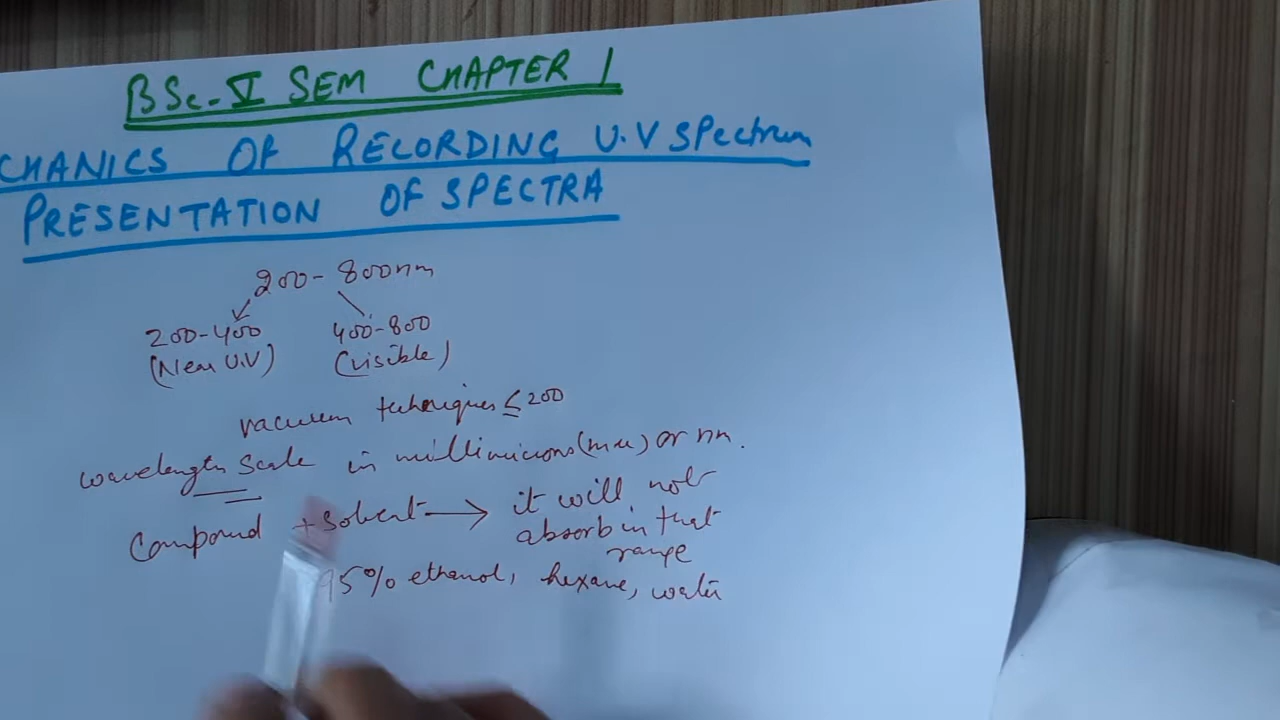 BSc-V SEM CHAPTER 1
CHANICS OF RECORDING U.V SPectrum
PRESENTATION OF SPECTRA
200- 800nm
200-400 400-800
(Near U.V) (visible)
vacuum techniques ≤ 200
wavelength scale in millimicrons (mµ) or nm.
Compound + solvent → it will not
absorb in that
range
95% ethanol, hexane, water